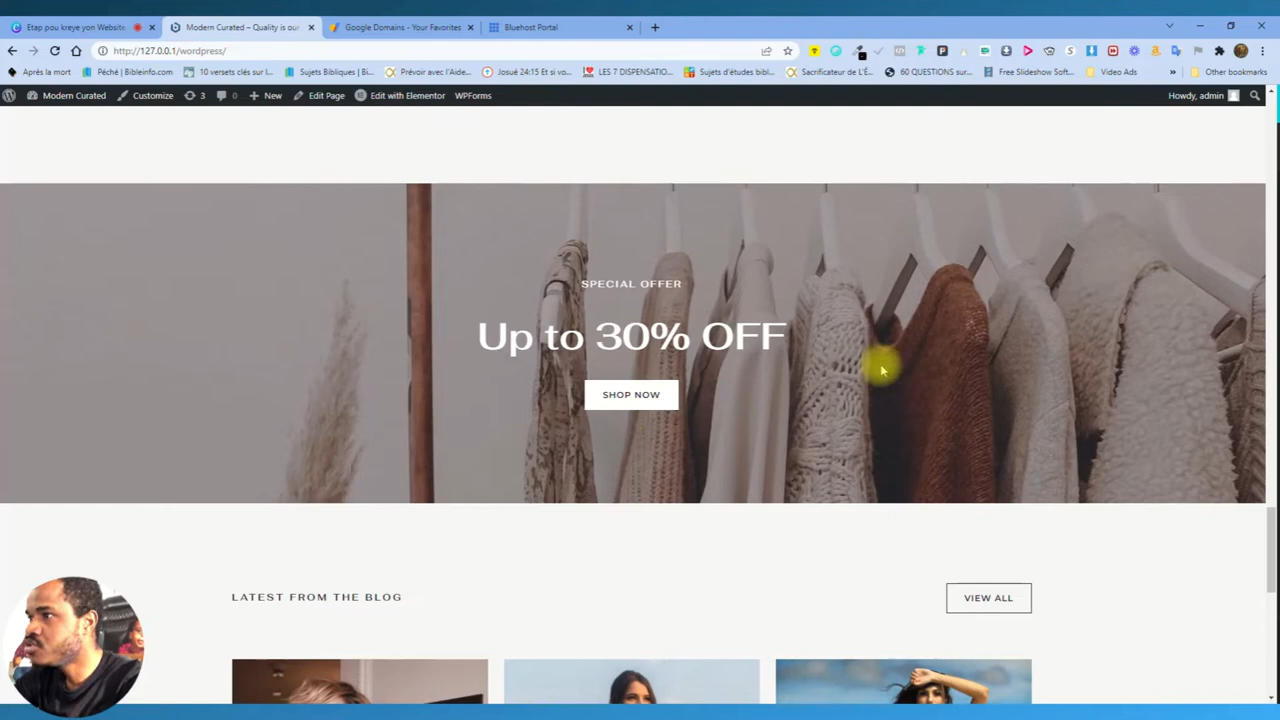 Etap pou kreye yon Website
Modern Curated – Quality is our
Google Domains - Your Favorites
Bluehost Portal
http://127.0.0.1/wordpress/
Après la mort
Péché | Bibleinfo.com
10 versets clés sur l...
Sujets Bibliques | Bi...
Prévoir avec l'Aide...
Josué 24:15 Et si vo...
LES 7 DISPENSATIO...
Sujets d'études bibl...
Sacrificateur de L'É...
60 QUESTIONS sur...
Free Slideshow Soft...
Video Ads
»
Other bookmarks
Modern Curated
Customize
3
0
New
Edit Page
Edit with Elementor
WPForms
Howdy, admin
SPECIAL OFFER
Up to 30% OFF
SHOP NOW
LATEST FROM THE BLOG
VIEW ALL